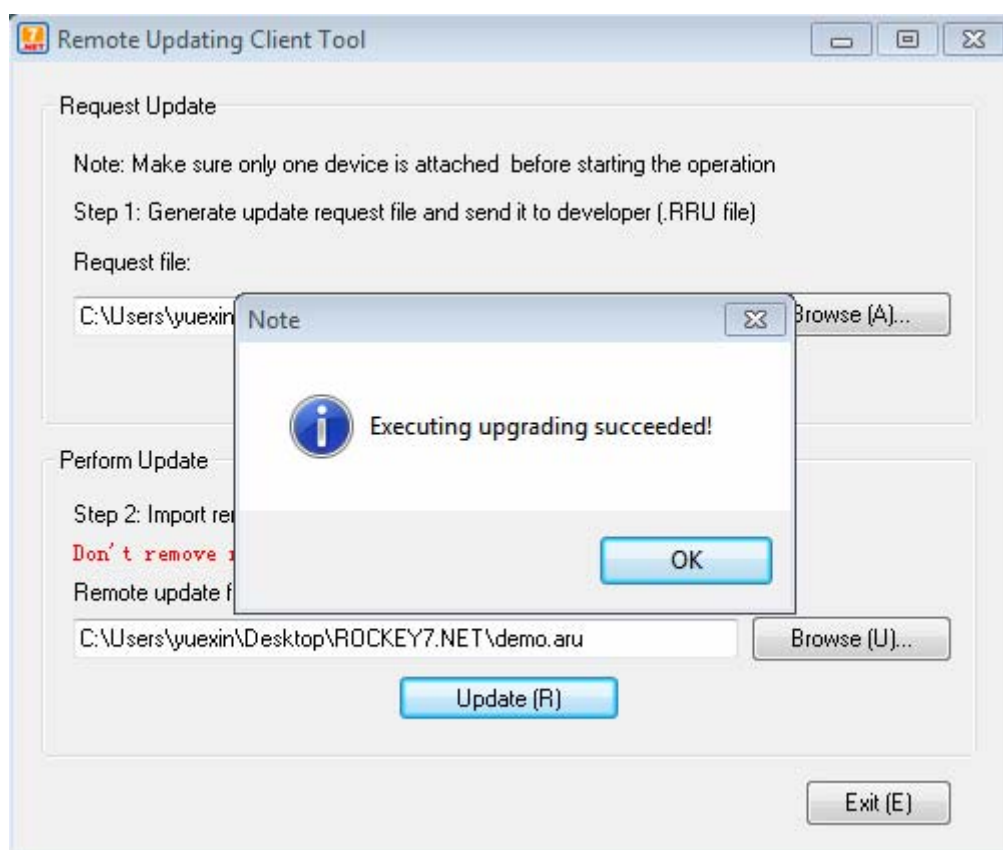 Remote Updating Client Tool
Request Update
Note: Make sure only one device is attached before starting the operation
Step 1: Generate update request file and send it to developer (.RRU file)
Request file:
C:\Users\yuexin
Browse (A)...
Note
Executing upgrading succeeded!
OK
Perform Update
Step 2: Import
Don't remove
Remote update
C:\Users\yuexin\Desktop\ROCKEY7.NET\demo.aru
Browse (U)...
Update (R)
Exit (E)